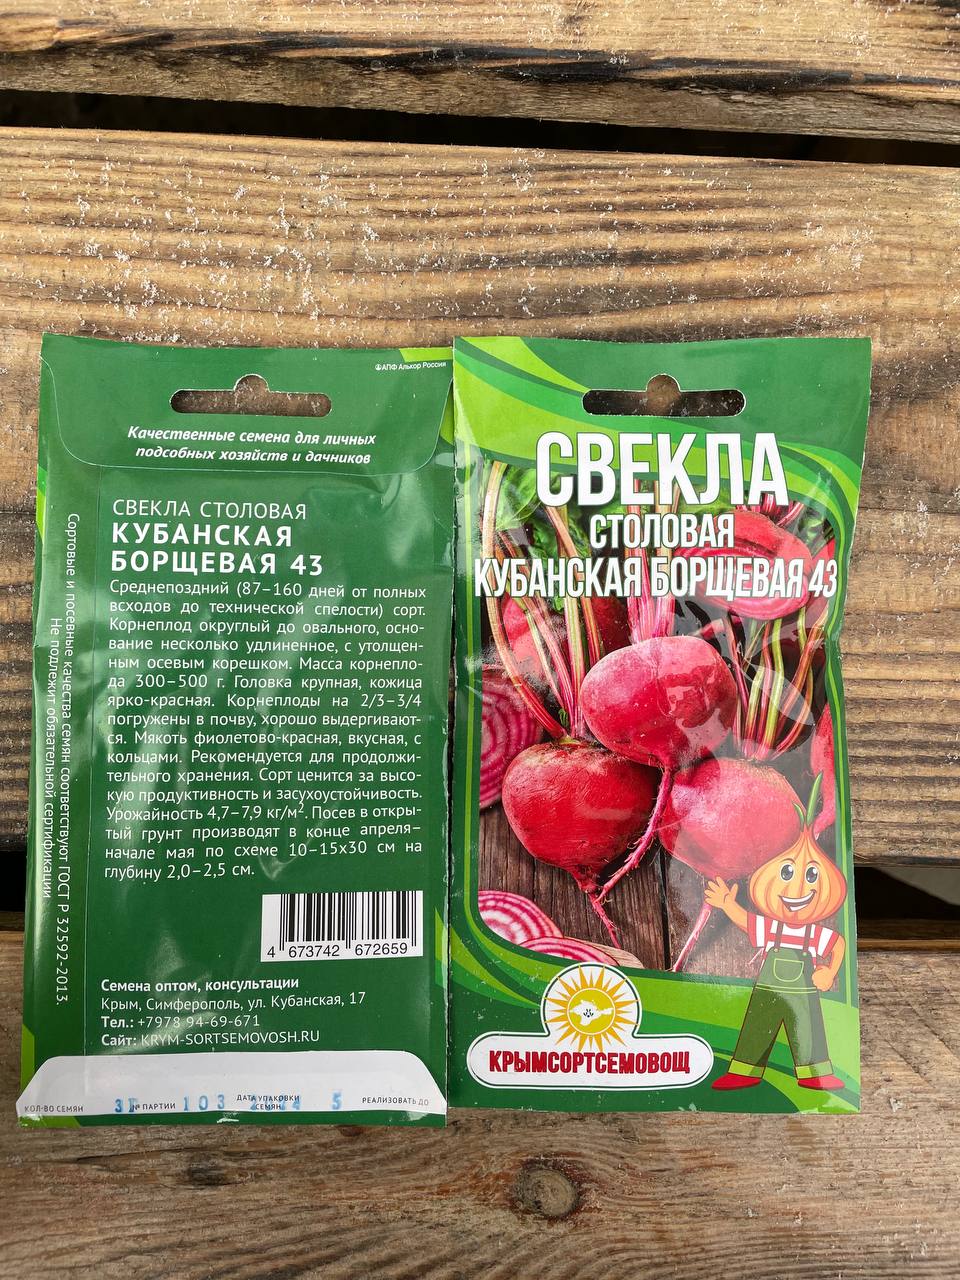 ®АПФ Алькор Россия
Качественные семена для личных
подсобных хозяйств и дачников
СВЕКЛА СТОЛОВАЯ
КУБАНСКАЯ
БОРЩЕВАЯ 43
Среднепоздний (87–160 дней от полных
всходов до технической спелости) сорт.
Корнеплод округлый до овального, осно-
вание несколько удлиненное, с утолщен-
ным осевым корешком. Масса корнепло-
да 300–500 г. Головка крупная, кожица
ярко-красная. Корнеплоды на 2/3–3/4
погружены в почву, хорошо выдергивают-
ся. Мякоть фиолетово-красная, вкусная, с
кольцами. Рекомендуется для продолжи-
тельного хранения. Сорт ценится за высо-
кую продуктивность и засухоустойчивость.
Урожайность 4,7–7,9 кг/м². Посев в откры-
тый грунт производят в конце апреля–
начале мая по схеме 10–15х30 см на
глубину 2,0–2,5 см.
4 673742 672659
Семена оптом, консультации
Крым, Симферополь, ул. Кубанская, 17
Тел.: +7978 94-69-671
Сайт: KRYM-SORTSEMOVOSH.RU
КОЛ-ВО СЕМЯН 3Г № ПАРТИИ 103 ДАТА УПАКОВКИ 5 РЕАЛИЗОВАТЬ ДО
СЕМЯН
Сортовые и посевные качества семян соответствуют ГОСТ Р 32592-2013.
Не подлежит обязательной сертификации
СВЕКЛА
СТОЛОВАЯ
КУБАНСКАЯ БОРЩЕВАЯ 43
КРЫМСОРТСЕМОВОЩ